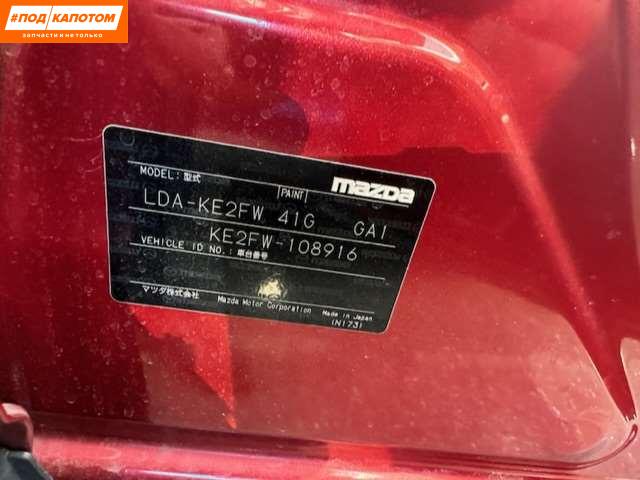 #ПОД КАПОТОМ
запчасти и не только
mazda
MODEL: 型式 PAINT
LDA-KE2FW 41G GA1
KE2FW-108916
VEHICLE ID NO.: 車台番号
マツダ株式会社 Mazda Motor Corporation Made in Japan
(N173)